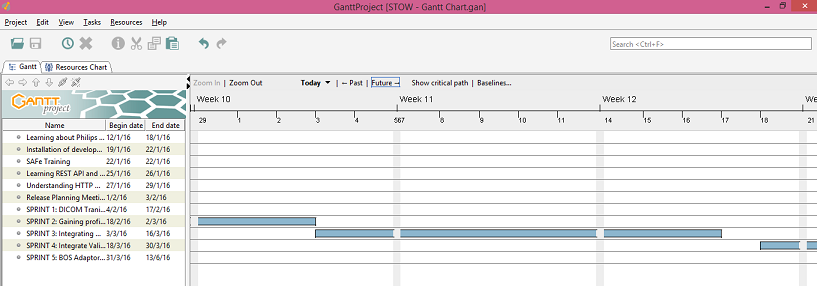 GanttProject [STOW - Gantt Chart.gan]
Project Edit View Tasks Resources Help
Search <Ctrl+F>
Gantt Resources Chart
Zoom In | Zoom Out Today | ← Past | Future → Show critical path | Baselines...
GANTT project
Week 10 Week 11 Week 12 We
Name Begin date End date
29 1 2 3 4 567 8 9 10 11 14 15 16 17 18 21
Learning about Philips ... 12/1/16 18/1/16
Installation of develop... 19/1/16 22/1/16
SAFe Training 22/1/16 22/1/16
Learning REST API and ... 25/1/16 26/1/16
Understanding HTTP ... 27/1/16 29/1/16
Release Planning Meeti... 1/2/16 3/2/16
SPRINT 1: DICOM Trani... 4/2/16 17/2/16
SPRINT 2: Gaining profi... 18/2/16 2/3/16
SPRINT 3: Integrating ... 3/3/16 16/3/16
SPRINT 4: Integrate Vali... 18/3/16 30/3/16
SPRINT 5: BOS Adaptor... 31/3/16 13/6/16